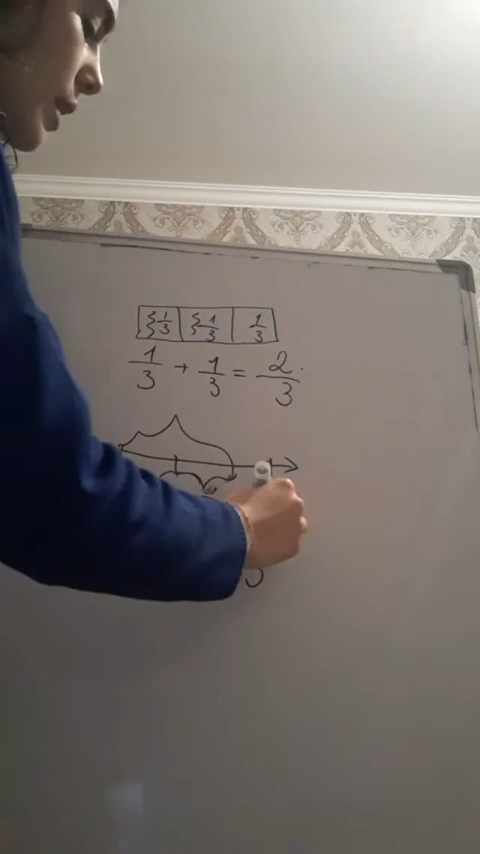 1/3 1/3 1/3
1/3 + 1/3 = 2/3.